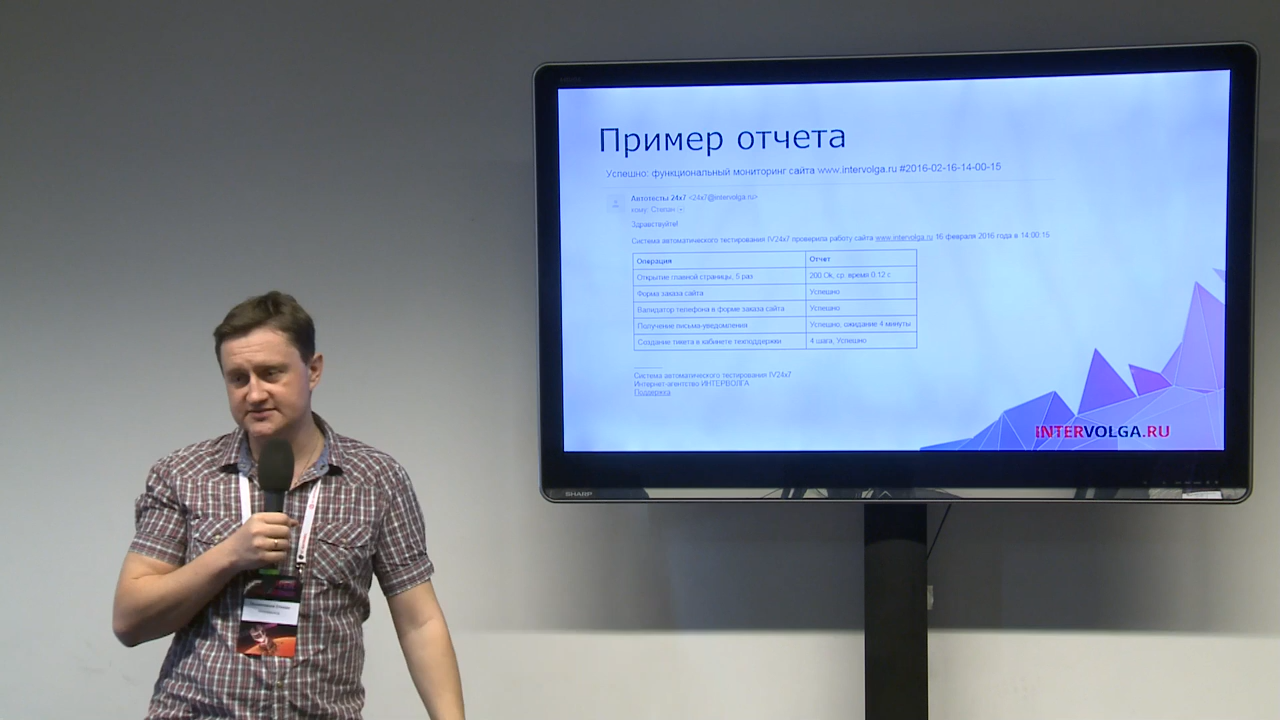 Пример отчета
Успешно: функциональный мониторинг сайта www.intervolga.ru #2016-02-16-14-00-15
Автотесты 24x7 <24x7@intervolga.ru>
кому: Степан
Здравствуйте!
Система автоматического тестирования IV24x7 проверила работу сайта www.intervolga.ru 16 февраля 2016 года в 14:00:15
Операция Отчет
Открытие главной страницы, 5 раз 200 Ok, ср. время 0.12 с
Форма заказа сайта Успешно
Валидатор телефона в форме заказа сайта Успешно
Получение письма-уведомления Успешно, ожидание 4 минуты
Создание тикета в кабинете техподдержки 4 шага, Успешно
Система автоматического тестирования IV24x7
Интернет-агентство ИНТЕРВОЛГА
Поддержка
INTERVOLGA.RU
SHARP